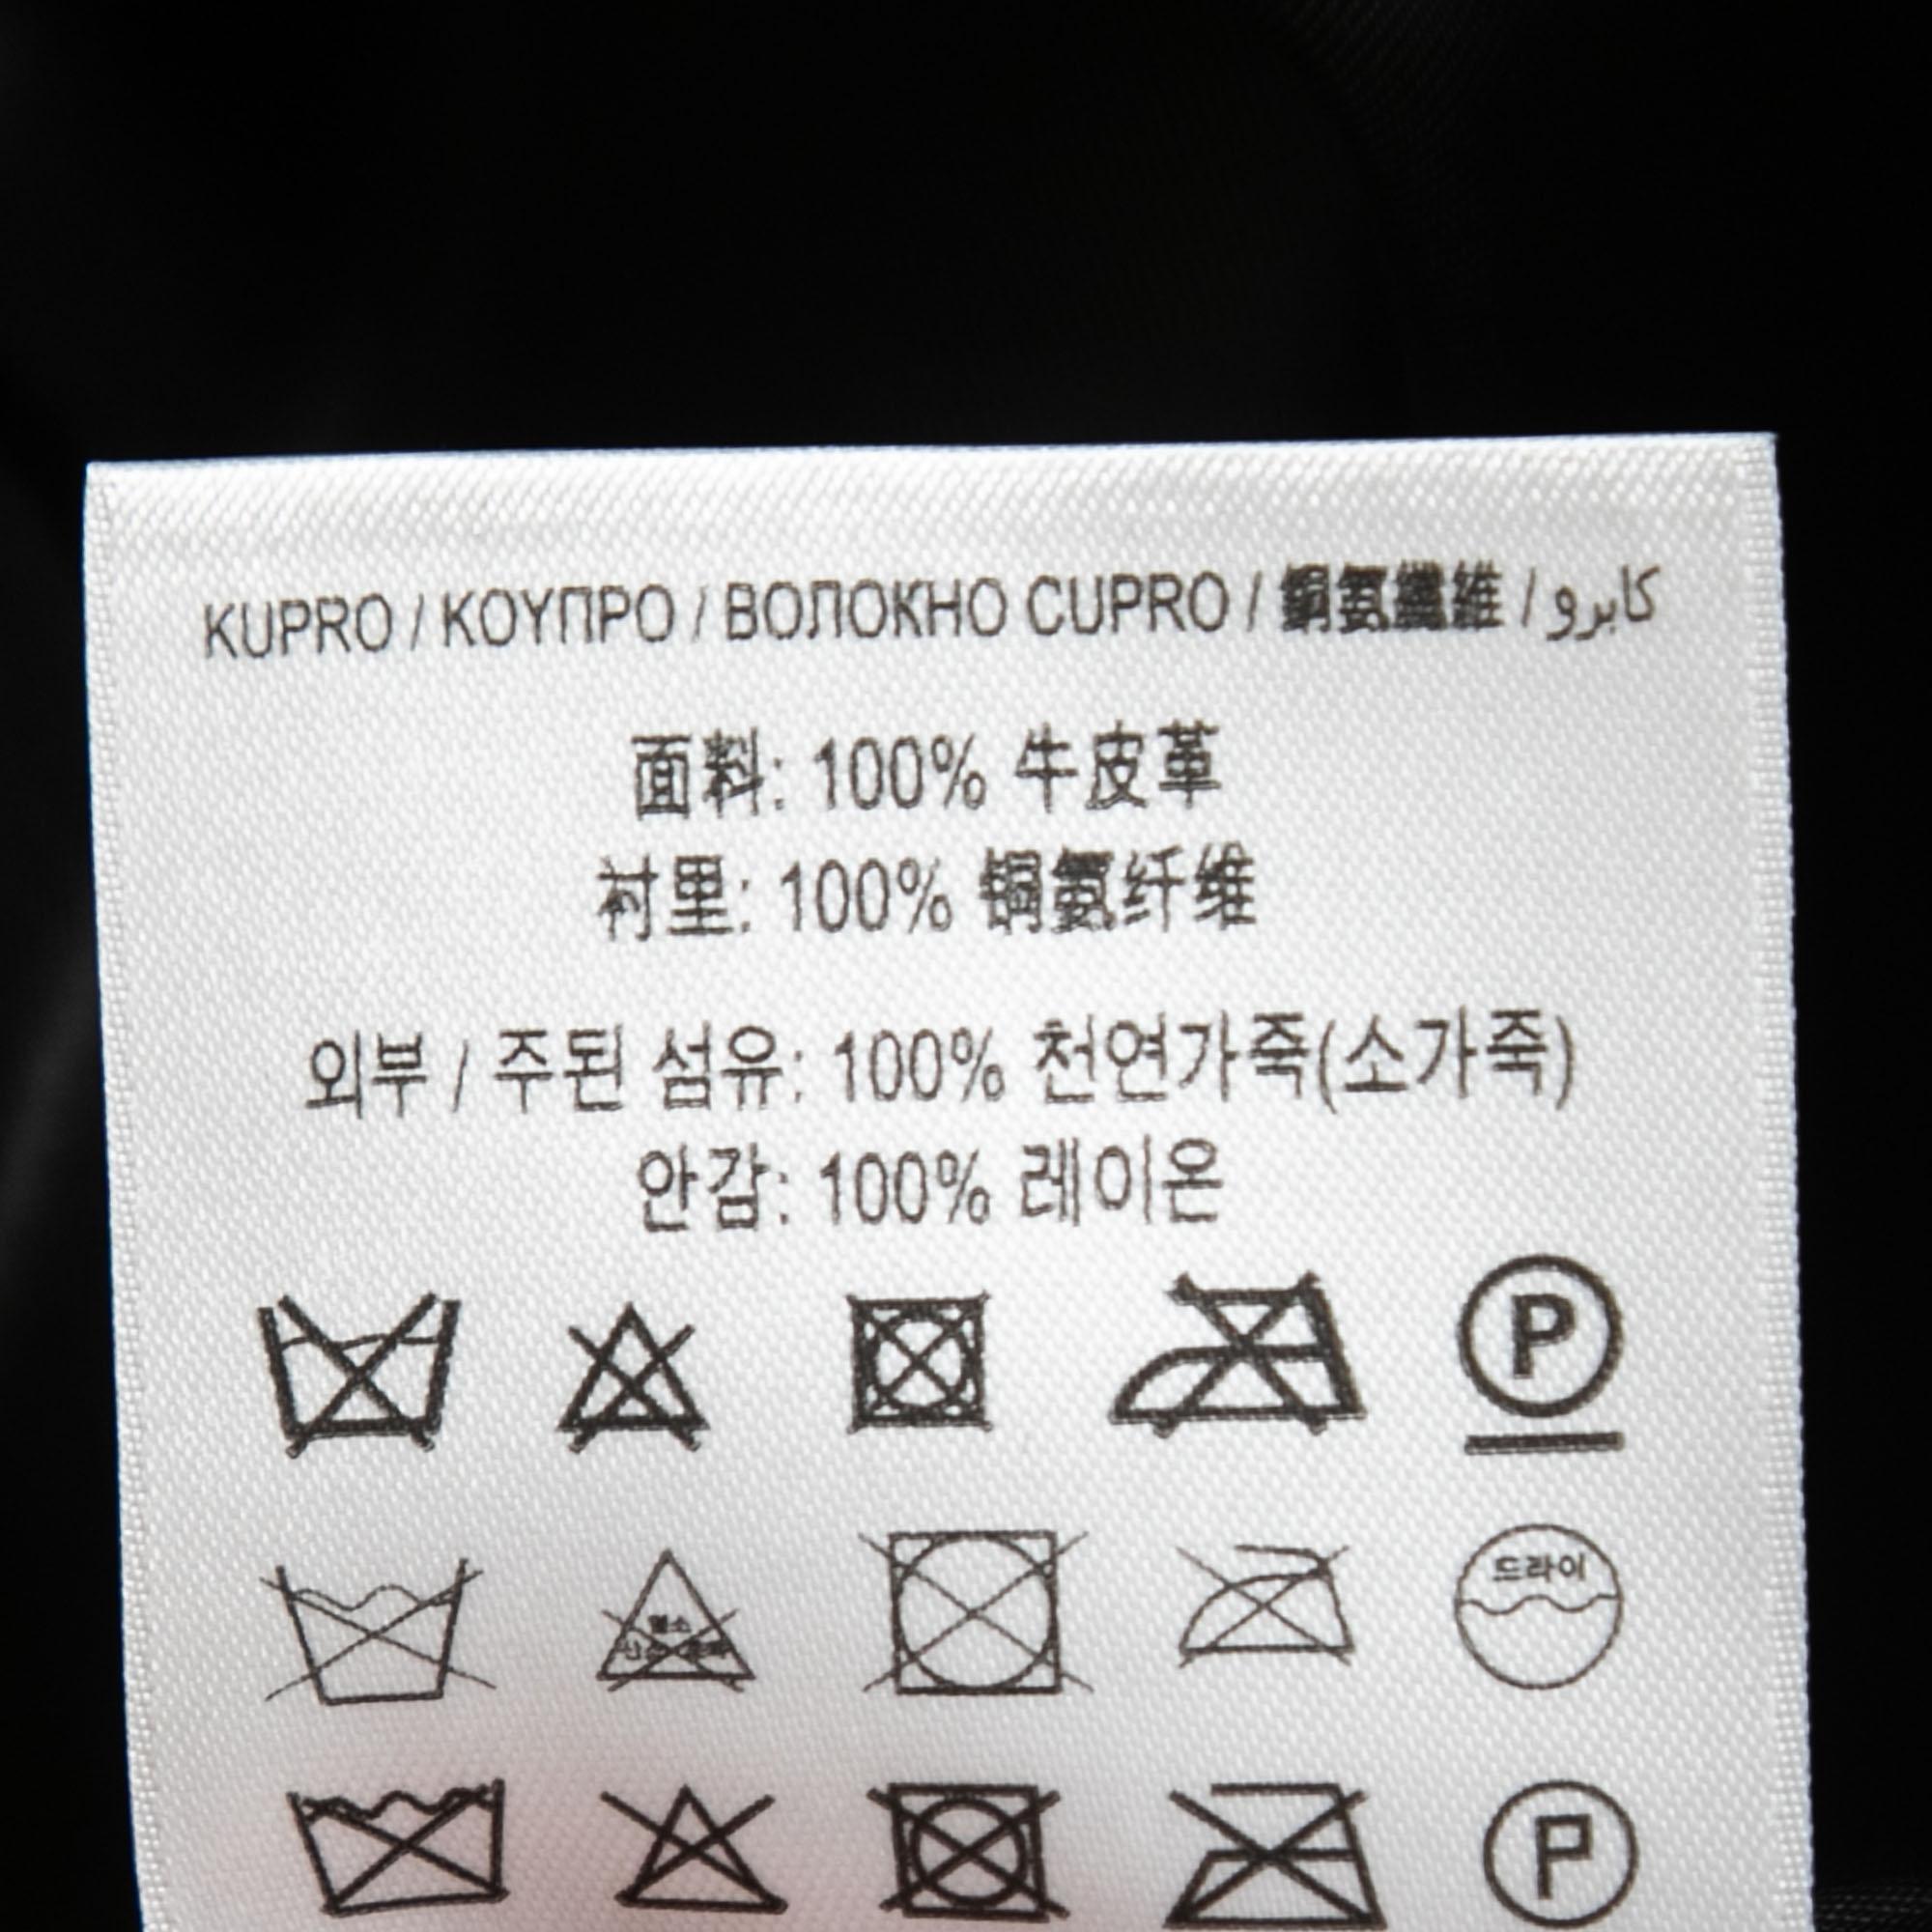 KUPRO / ΚΟΥΠΡΟ / ВОЛОКНО CUPRO / 銅氨纖維 / كابرو
面料: 100% 牛皮革
衬里: 100% 铜氨纤维
외부 / 주된 섬유: 100% 천연가죽(소가죽)
안감: 100% 레이온
P
드라이
P